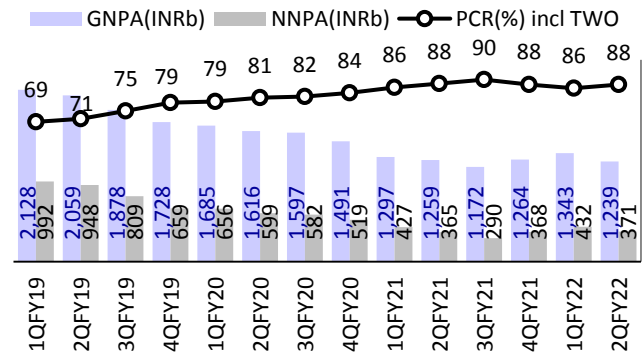 GNPA(INRb) NNPA(INRb) PCR(%) incl TWO
69 71 75 79 79 81 82 84 86 88 90 88 86 88
2,128 992 2,059 948 1,878 809 1,728 659 1,685 656 1,616 599 1,597 582 1,491 519 1,297 427 1,259 365 1,172 290 1,264 368 1,343 432 1,239 371
1QFY19 2QFY19 3QFY19 4QFY19 1QFY20 2QFY20 3QFY20 4QFY20 1QFY21 2QFY21 3QFY21 4QFY21 1QFY22 2QFY22